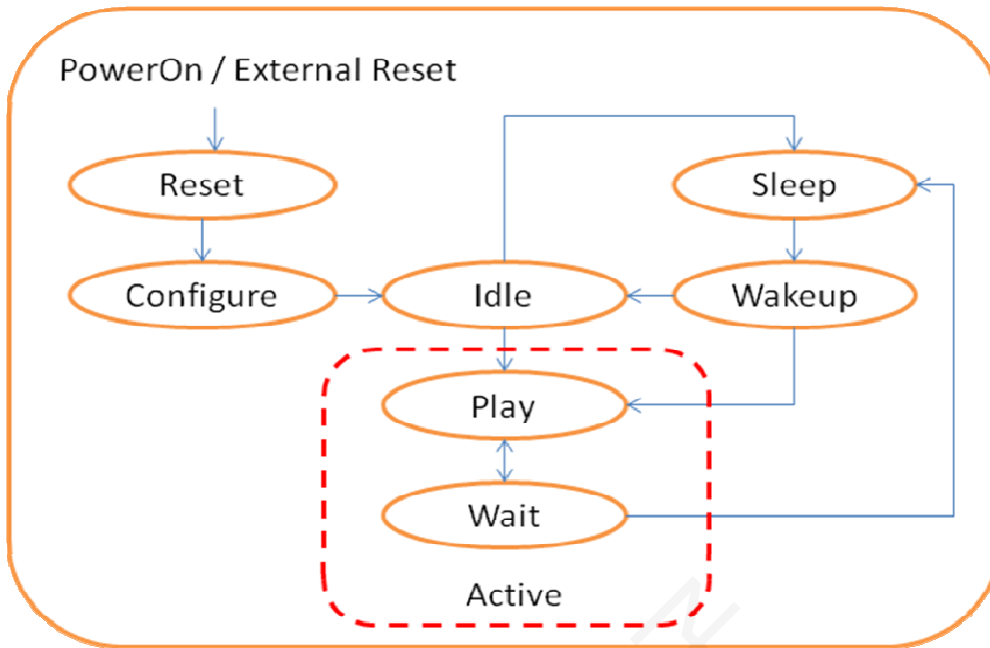 PowerOn / External Reset
Reset
Sleep
Configure
Idle
Wakeup
Play
Wait
Active